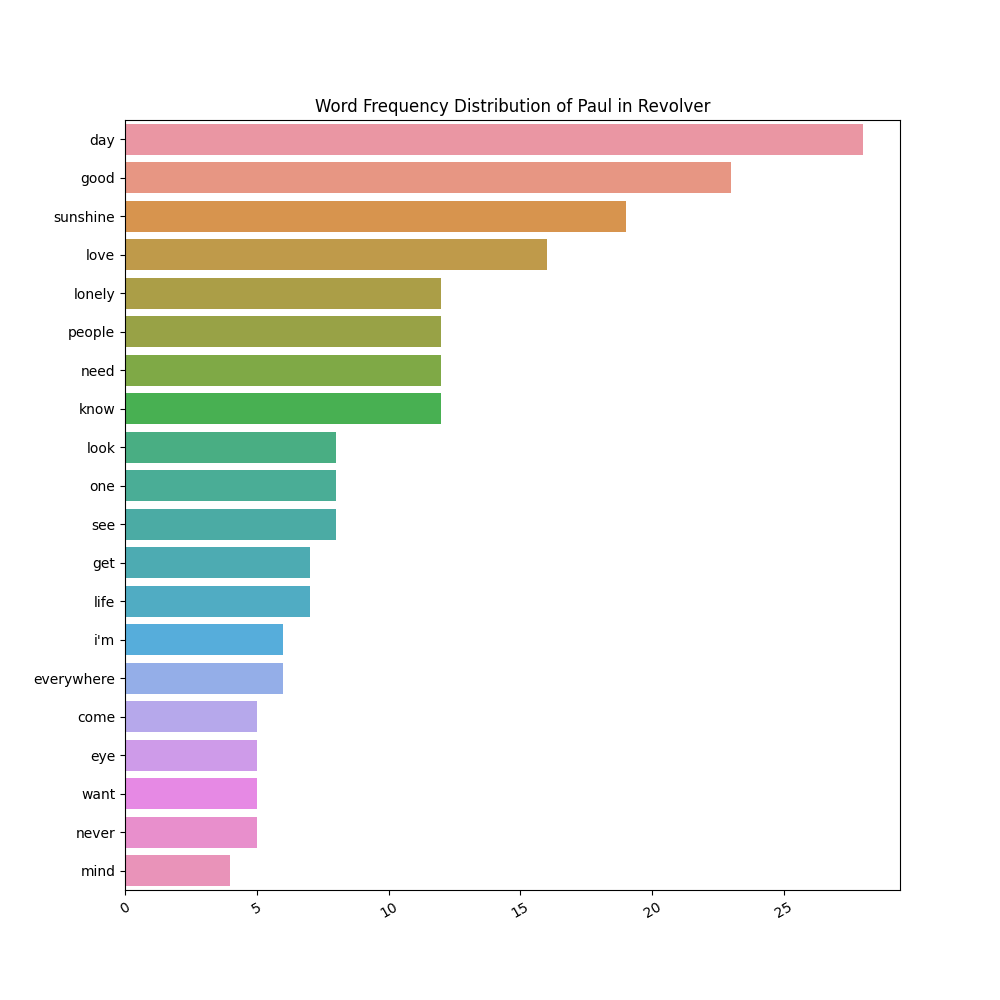 Word Frequency Distribution of Paul in Revolver
day
good
sunshine
love
lonely
people
need
know
look
one
see
get
life
i'm
everywhere
come
eye
want
never
mind
0 5 10 15 20 25